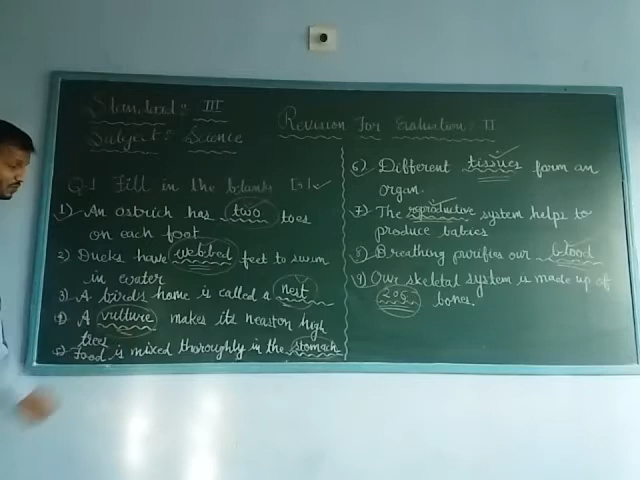 Standard: III
Subject: Science
Revision For Evaluation: II
Q.1 Fill in the blanks
1) An ostrich has two toes
on each foot
2) Ducks have webbed feet to swim
in water
3) A bird's home is called a nest
4) A vulture makes its nest on high
trees
5) Food is mixed thoroughly in the stomach
6) Different tissues form an
organ.
7) The reproductive system helps to
produce babies
8) Breathing purifies our blood
9) Our skeletal system is made up of
206 bones.